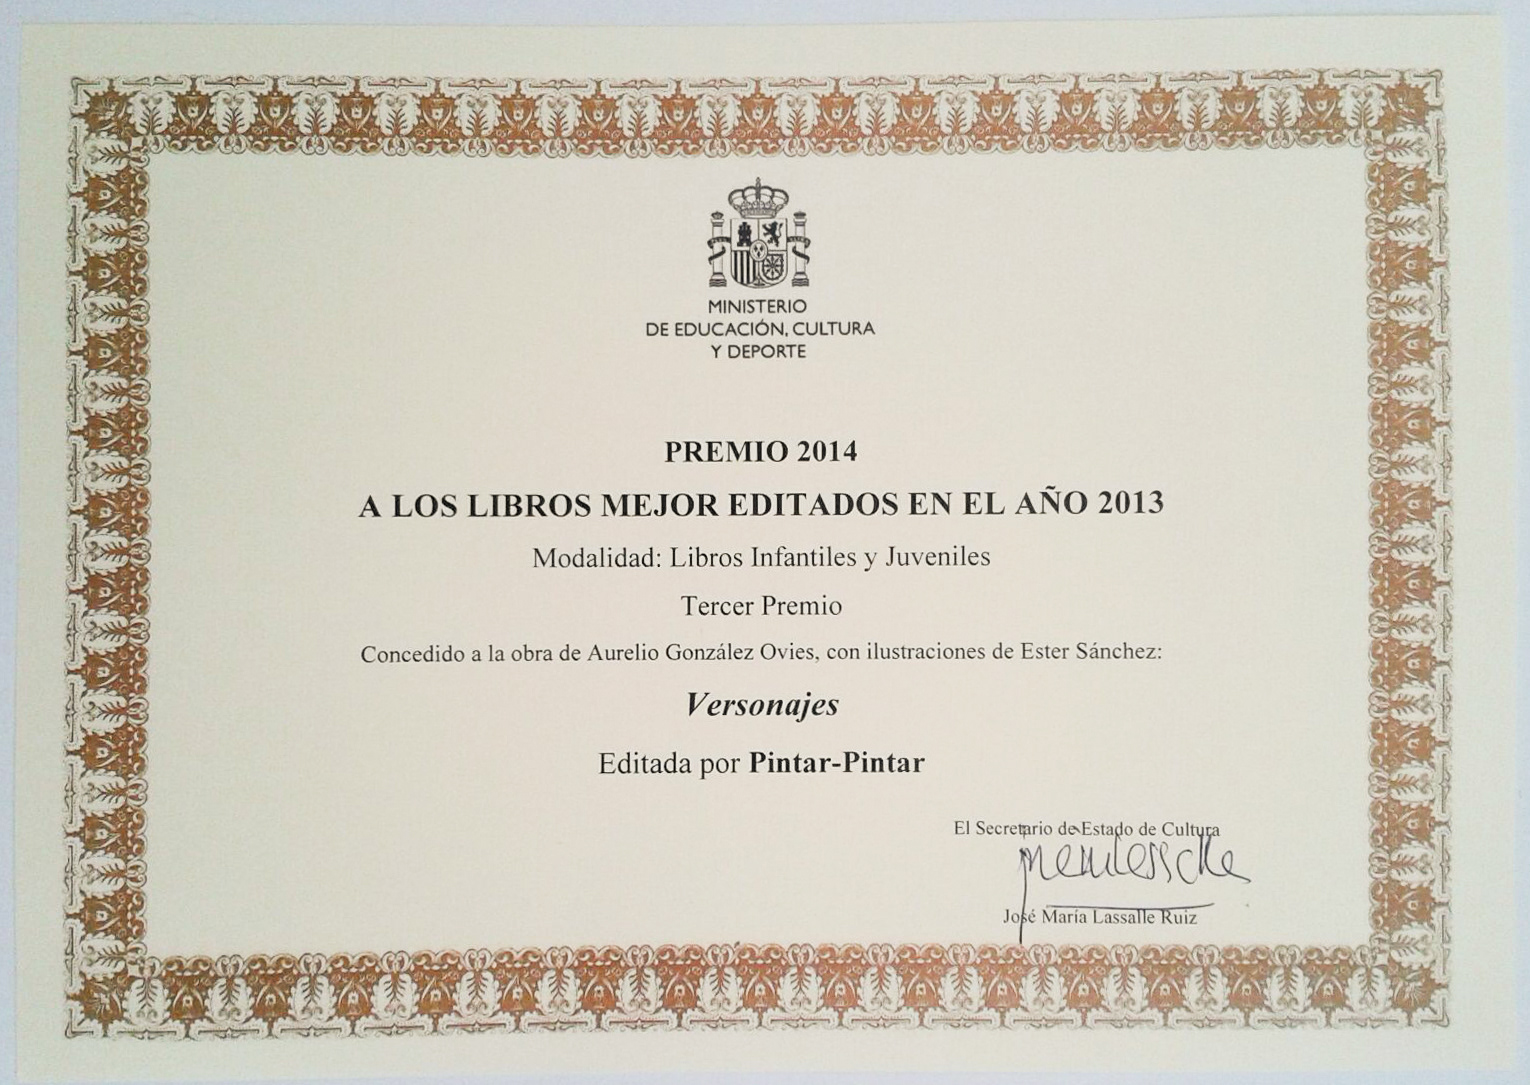 MINISTERIO
DE EDUCACIÓN, CULTURA
Y DEPORTE
PREMIO 2014
A LOS LIBROS MEJOR EDITADOS EN EL AÑO 2013
Modalidad: Libros Infantiles y Juveniles
Tercer Premio
Concedido a la obra de Aurelio González Ovies, con ilustraciones de Ester Sánchez:
Versonajes
Editada por Pintar-Pintar
El Secretario de Estado de Cultura
José María Lassalle Ruiz